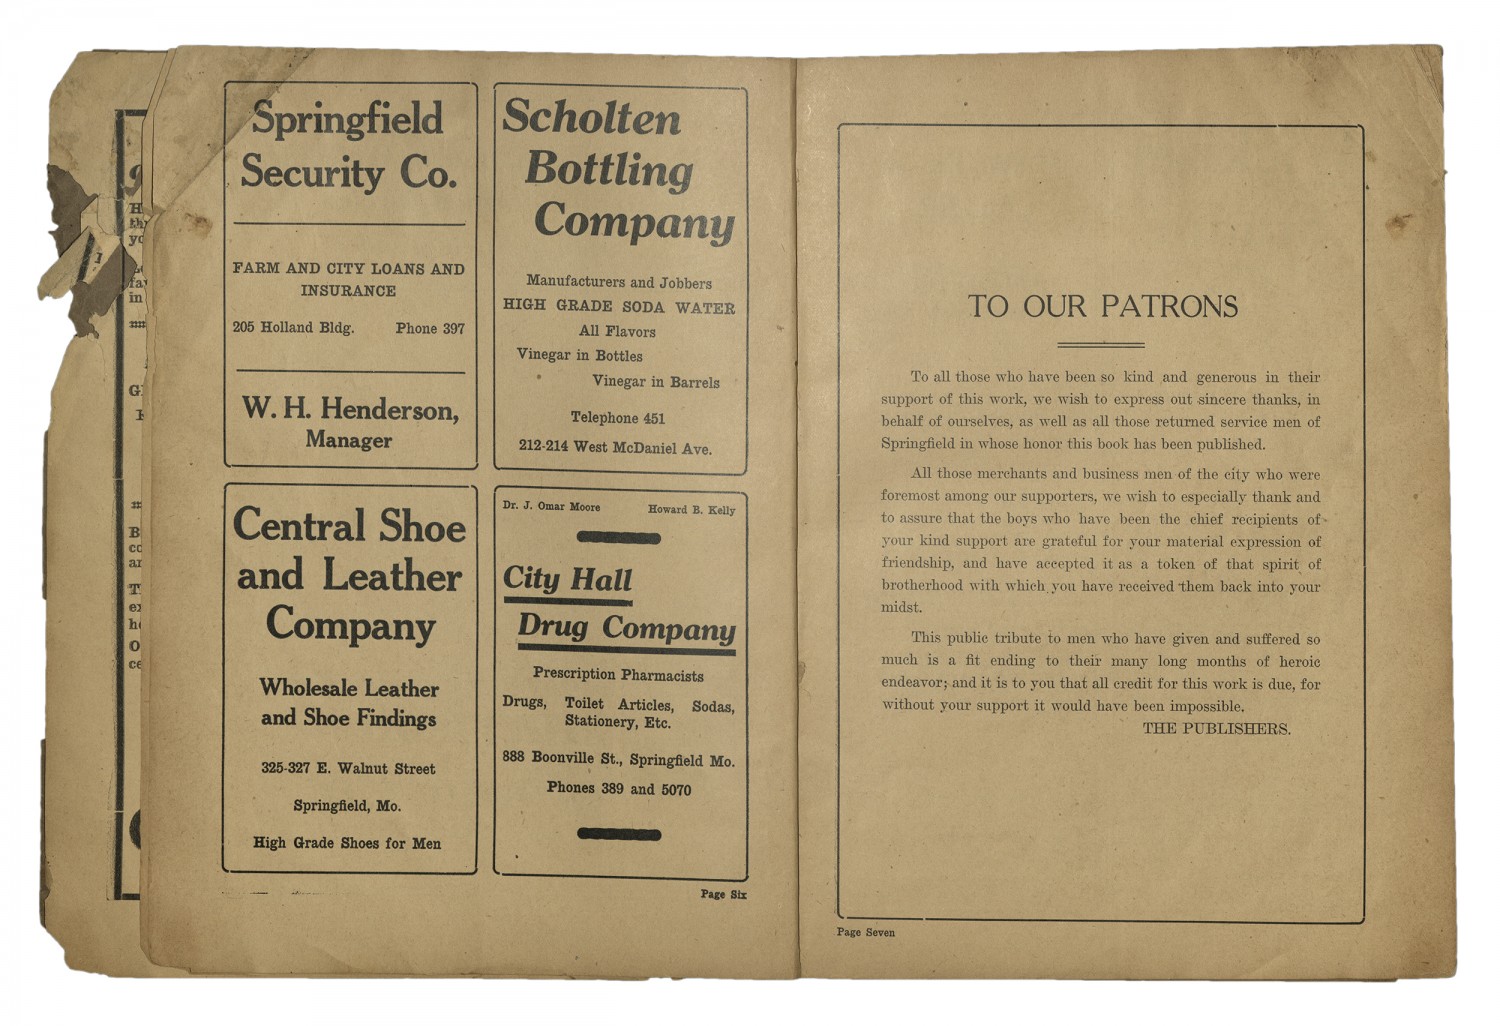 Springfield
Security Co.
FARM AND CITY LOANS AND
INSURANCE
205 Holland Bldg. Phone 397
W. H. Henderson,
Manager
Scholten
Bottling
Company
Manufacturers and Jobbers
HIGH GRADE SODA WATER
All Flavors
Vinegar in Bottles
Vinegar in Barrels
Telephone 451
212-214 West McDaniel Ave.
Central Shoe
and Leather
Company
Wholesale Leather
and Shoe Findings
325-327 E. Walnut Street
Springfield, Mo.
High Grade Shoes for Men
Dr. J. Omar Moore Howard B. Kelly
City Hall
Drug Company
Prescription Pharmacists
Drugs, Toilet Articles, Sodas,
Stationery, Etc.
888 Boonville St., Springfield Mo.
Phones 389 and 5070
Page Six
TO OUR PATRONS
To all those who have been so kind and generous in their
support of this work, we wish to express out sincere thanks, in
behalf of ourselves, as well as all those returned service men of
Springfield in whose honor this book has been published.
All those merchants and business men of the city who were
foremost among our supporters, we wish to especially thank and
to assure that the boys who have been the chief recipients of
your kind support are grateful for your material expression of
friendship, and have accepted it as a token of that spirit of
brotherhood with which you have received them back into your
midst.
This public tribute to men who have given and suffered so
much is a fit ending to their many long months of heroic
endeavor; and it is to you that all credit for this work is due, for
without your support it would have been impossible.
THE PUBLISHERS.
Page Seven